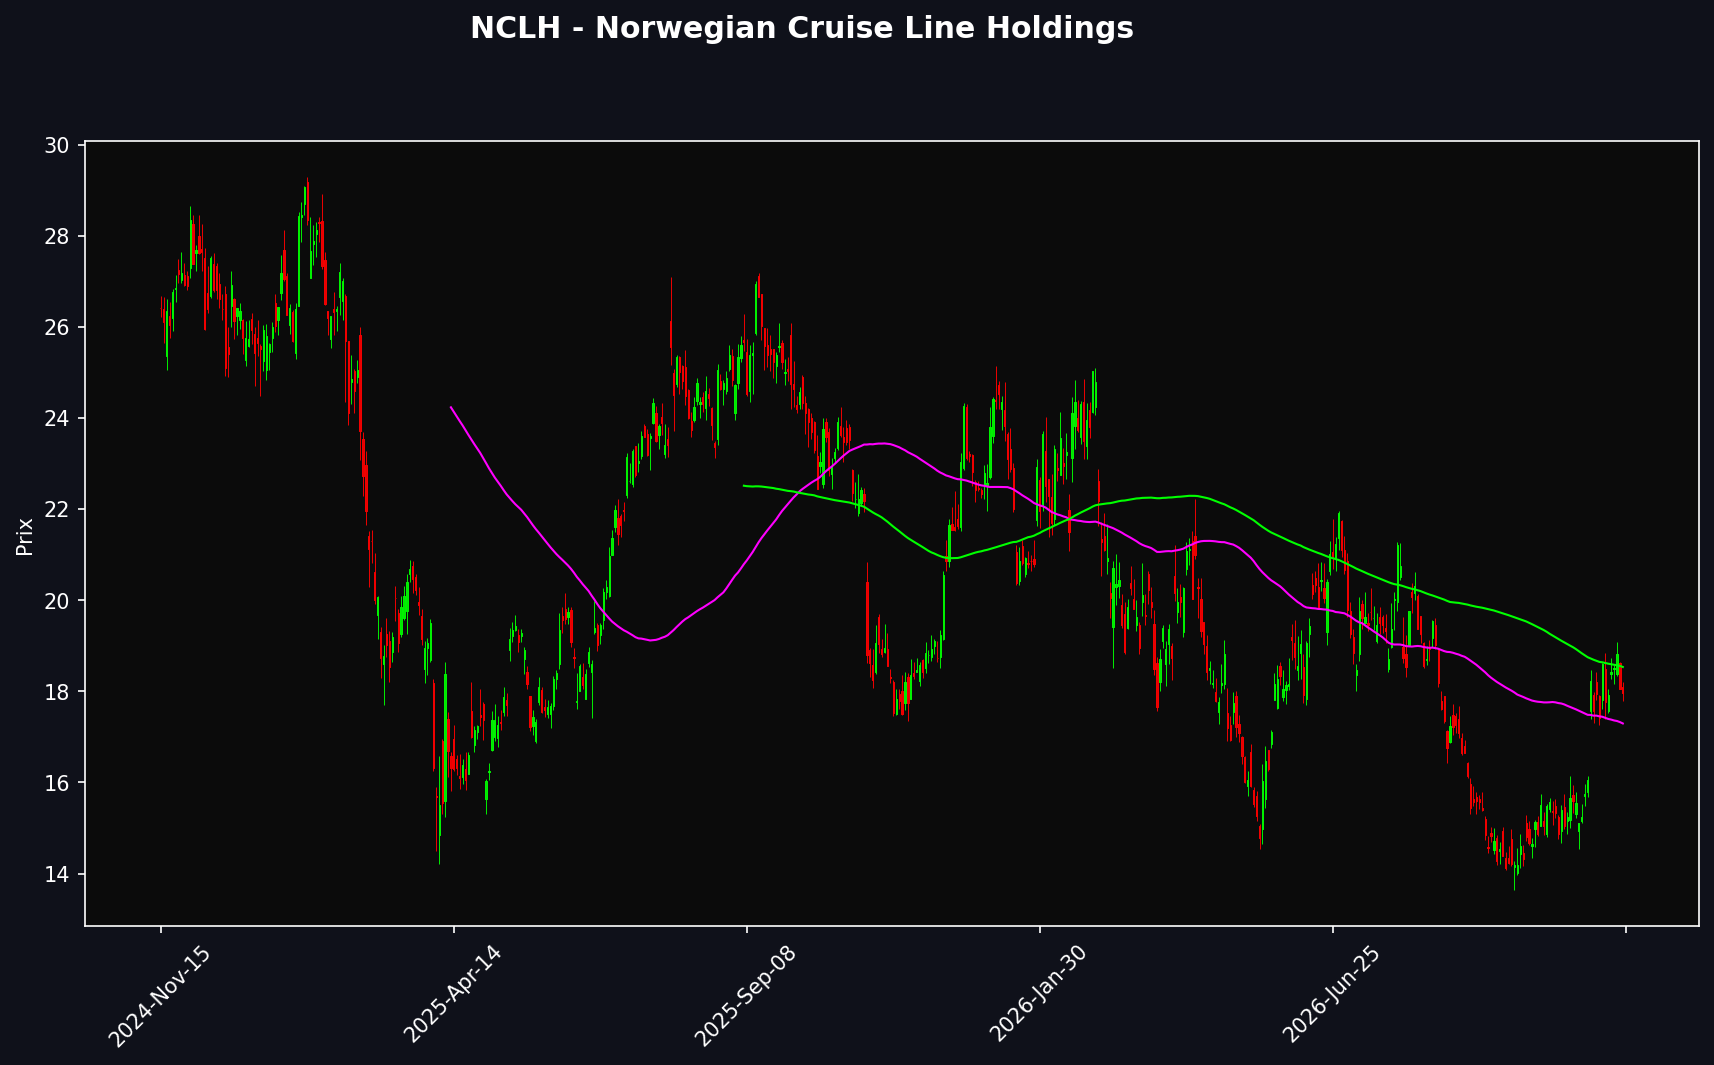 NCLH - Norwegian Cruise Line Holdings
Prix
30
28
26
24
22
20
18
16
14
2024-Nov-15
2025-Apr-14
2025-Sep-08
2026-Jan-30
2026-Jun-25